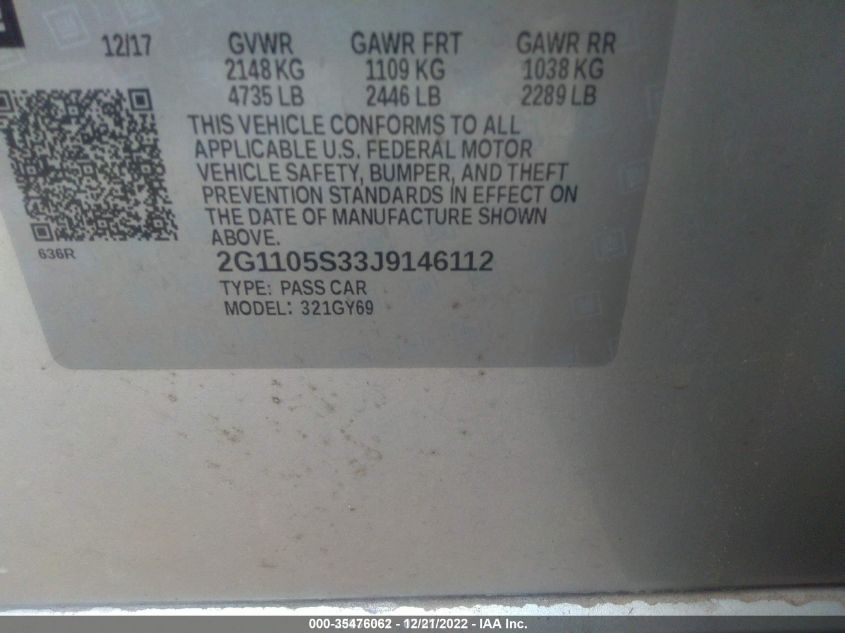 12/17 GVWR GAWR FRT GAWR RR
2148 KG 1109 KG 1038 KG
4735 LB 2446 LB 2289 LB
THIS VEHICLE CONFORMS TO ALL
APPLICABLE U.S. FEDERAL MOTOR
VEHICLE SAFETY, BUMPER, AND THEFT
PREVENTION STANDARDS IN EFFECT ON
THE DATE OF MANUFACTURE SHOWN
ABOVE.
636R
2G1105S33J9146112
TYPE: PASS CAR
MODEL: 321GY69
000-35476062 - 12/21/2022 - IAA Inc.